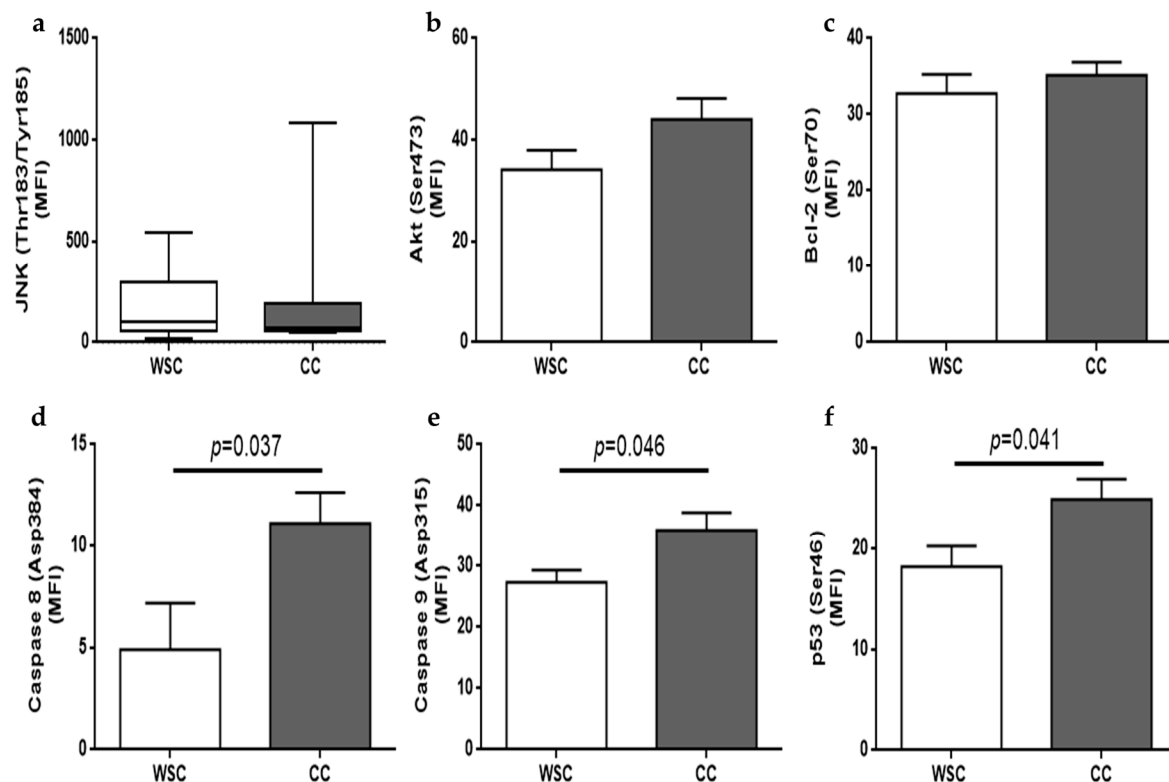 a
JNK (Thr183/Tyr185)
(MFI)
1500
1000
500
0
WSC
CC
b
Akt (Ser473)
(MFI)
60
40
20
0
WSC
CC
c
Bcl-2 (Ser70)
(MFI)
40
30
20
10
0
WSC
CC
d
Caspase 8 (Asp384)
(MFI)
15
10
5
0
p=0.037
WSC
CC
e
Caspase 9 (Asp315)
(MFI)
50
40
30
20
10
0
p=0.046
WSC
CC
f
p53 (Ser46)
(MFI)
30
20
10
0
p=0.041
WSC
CC